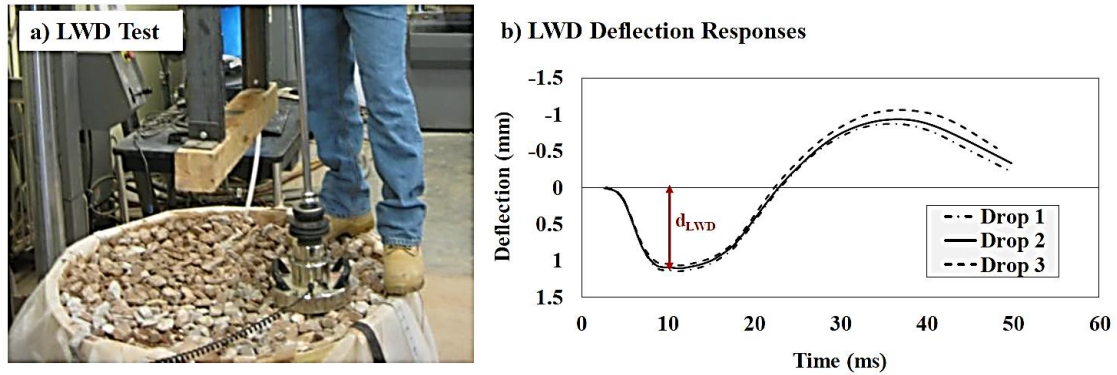 a) LWD Test
b) LWD Deflection Responses
-1.5
-1
-0.5
0
0.5
1
1.5
Deflection (mm)
dLWD
Drop 1
Drop 2
Drop 3
0 10 20 30 40 50 60
Time (ms)